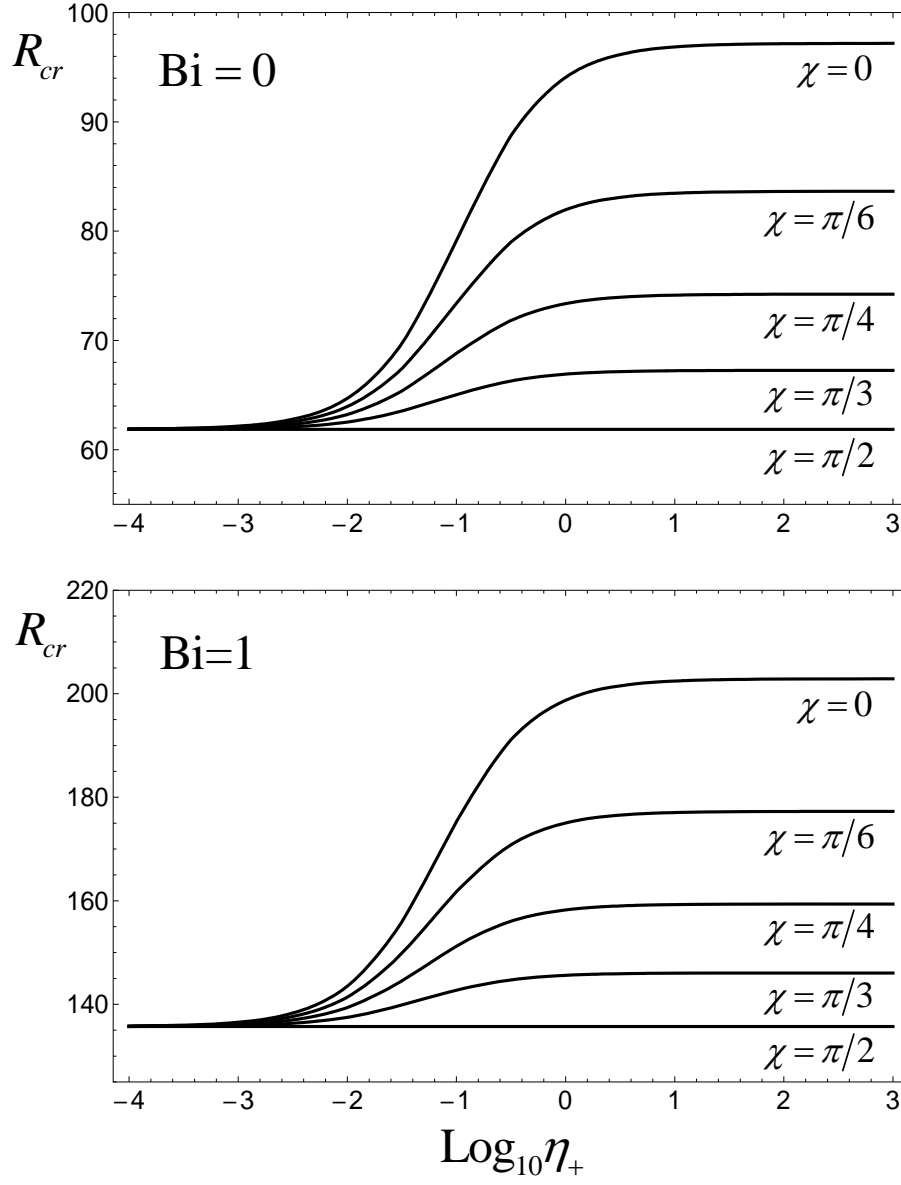 100
R_cr
Bi = 0
χ = 0
90
80
χ = π/6
χ = π/4
70
χ = π/3
60
χ = π/2
−4 −3 −2 −1 0 1 2 3
220
R_cr
Bi=1
200
χ = 0
180
χ = π/6
160
χ = π/4
140
χ = π/3
χ = π/2
−4 −3 −2 −1 0 1 2 3
Log₁₀η₊